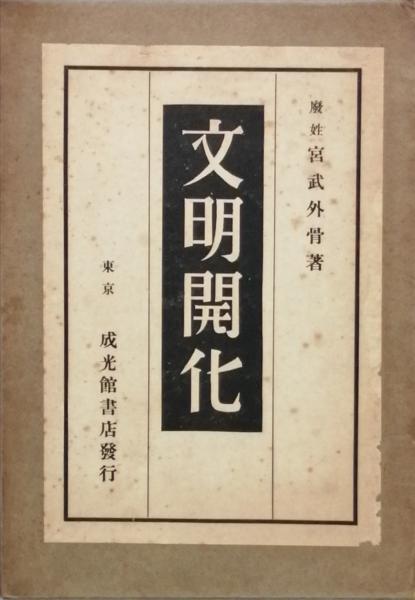 廢姓 宮武外骨著
文明開化
東京 成光館書店發行